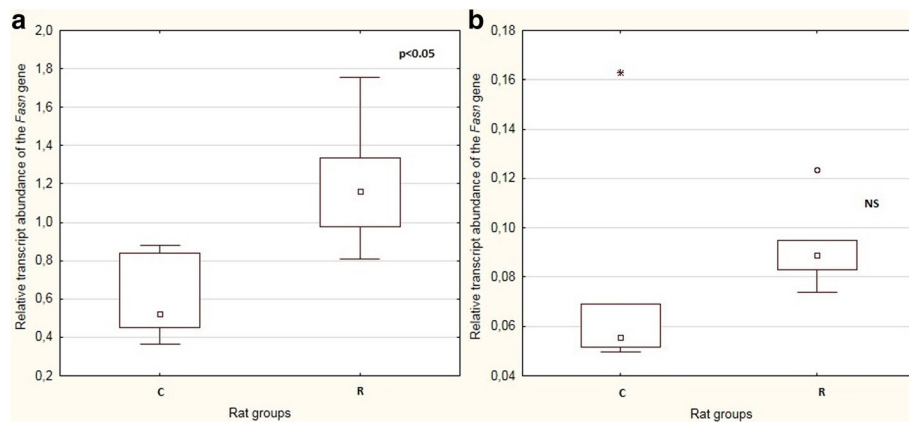 a
Relative transcript abundance of the Fasn gene
2,0
1,8
1,6
1,4
1,2
1,0
0,8
0,6
0,4
0,2
p<0.05
C
R
Rat groups
b
Relative transcript abundance of the Fasn gene
0,18
0,16
0,14
0,12
0,10
0,08
0,06
0,04
NS
C
R
Rat groups